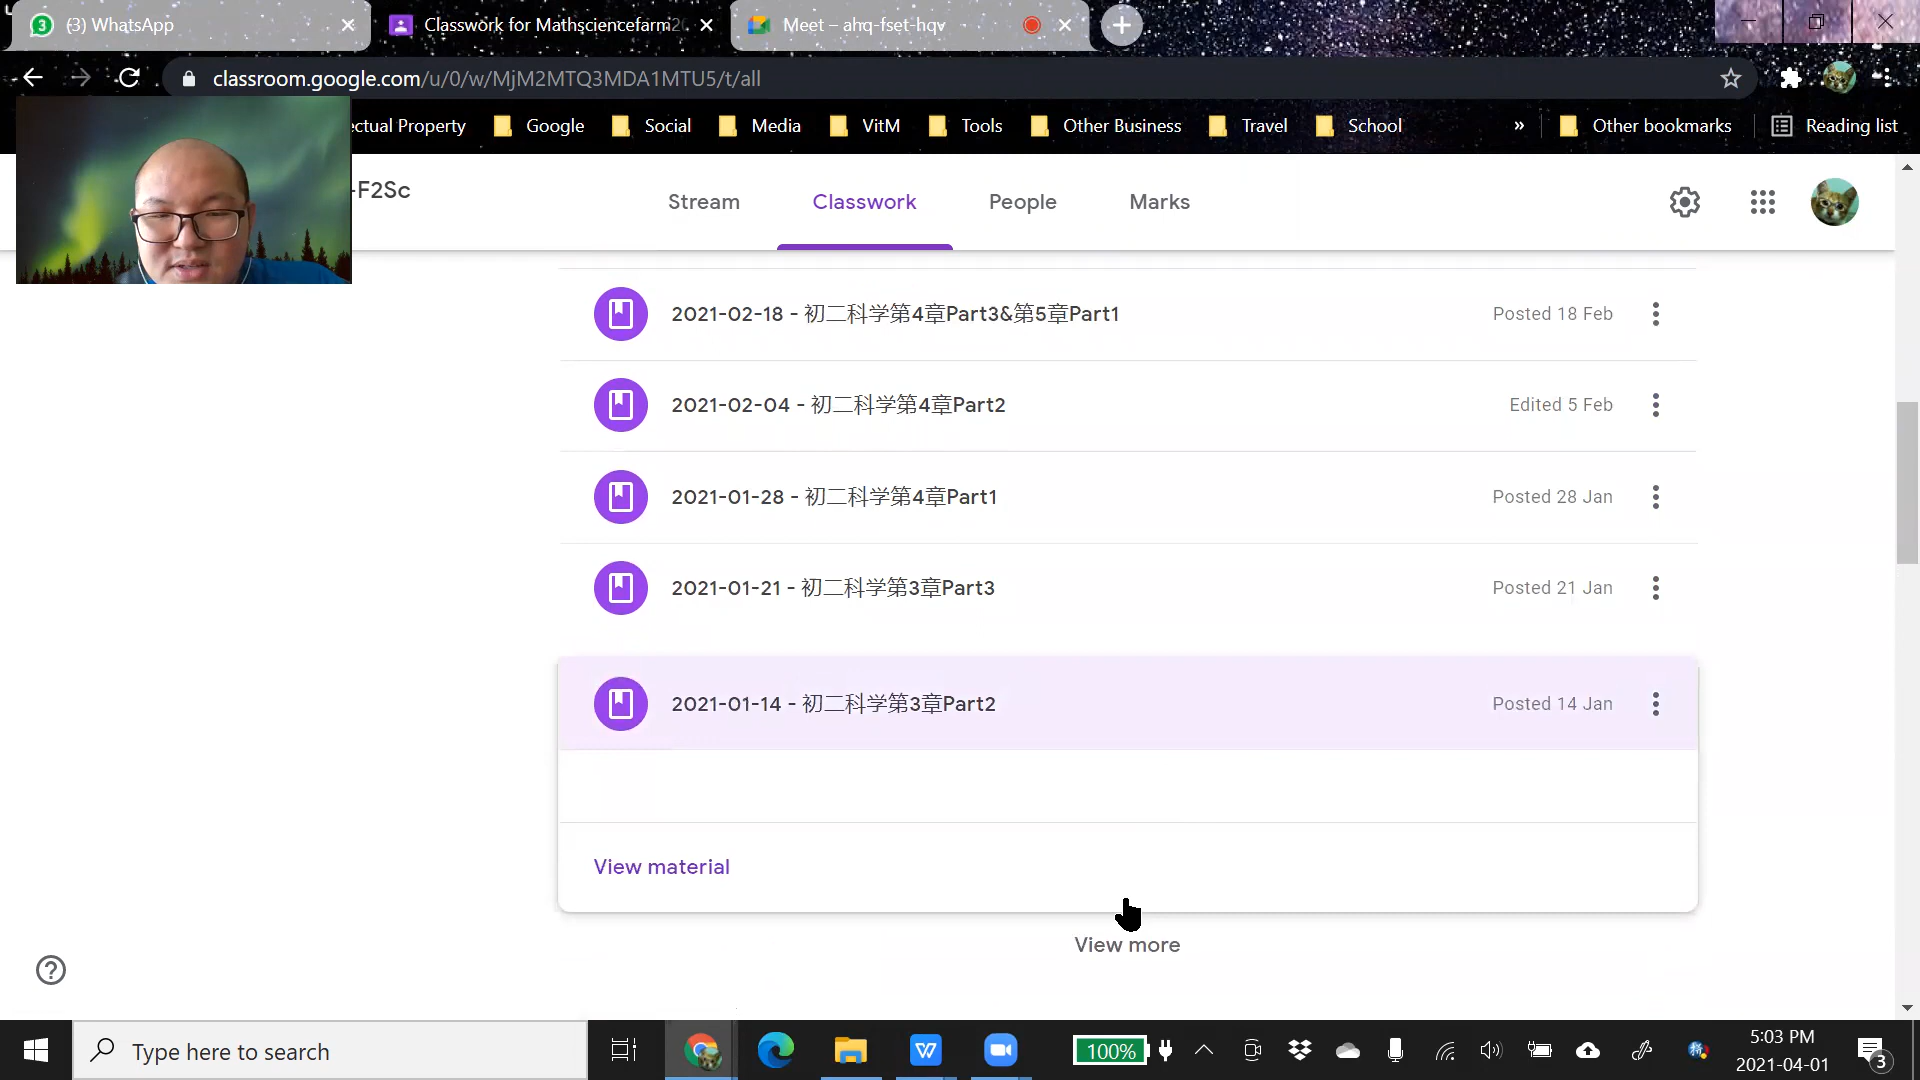 (3) WhatsApp
Classwork for Mathsciencefarm2
Meet – ahq-fset-hqv
classroom.google.com/u/0/w/MjM2MTQ3MDA1MTU5/t/all
ectual Property
Google
Social
Media
VitM
Tools
Other Business
Travel
School
»
Other bookmarks
Reading list
-F2Sc
Stream
Classwork
People
Marks
2021-02-18 - 初二科学第4章Part3&第5章Part1
Posted 18 Feb
2021-02-04 - 初二科学第4章Part2
Edited 5 Feb
2021-01-28 - 初二科学第4章Part1
Posted 28 Jan
2021-01-21 - 初二科学第3章Part3
Posted 21 Jan
2021-01-14 - 初二科学第3章Part2
Posted 14 Jan
View material
View more
Type here to search
100%
5:03 PM
2021-04-01
3